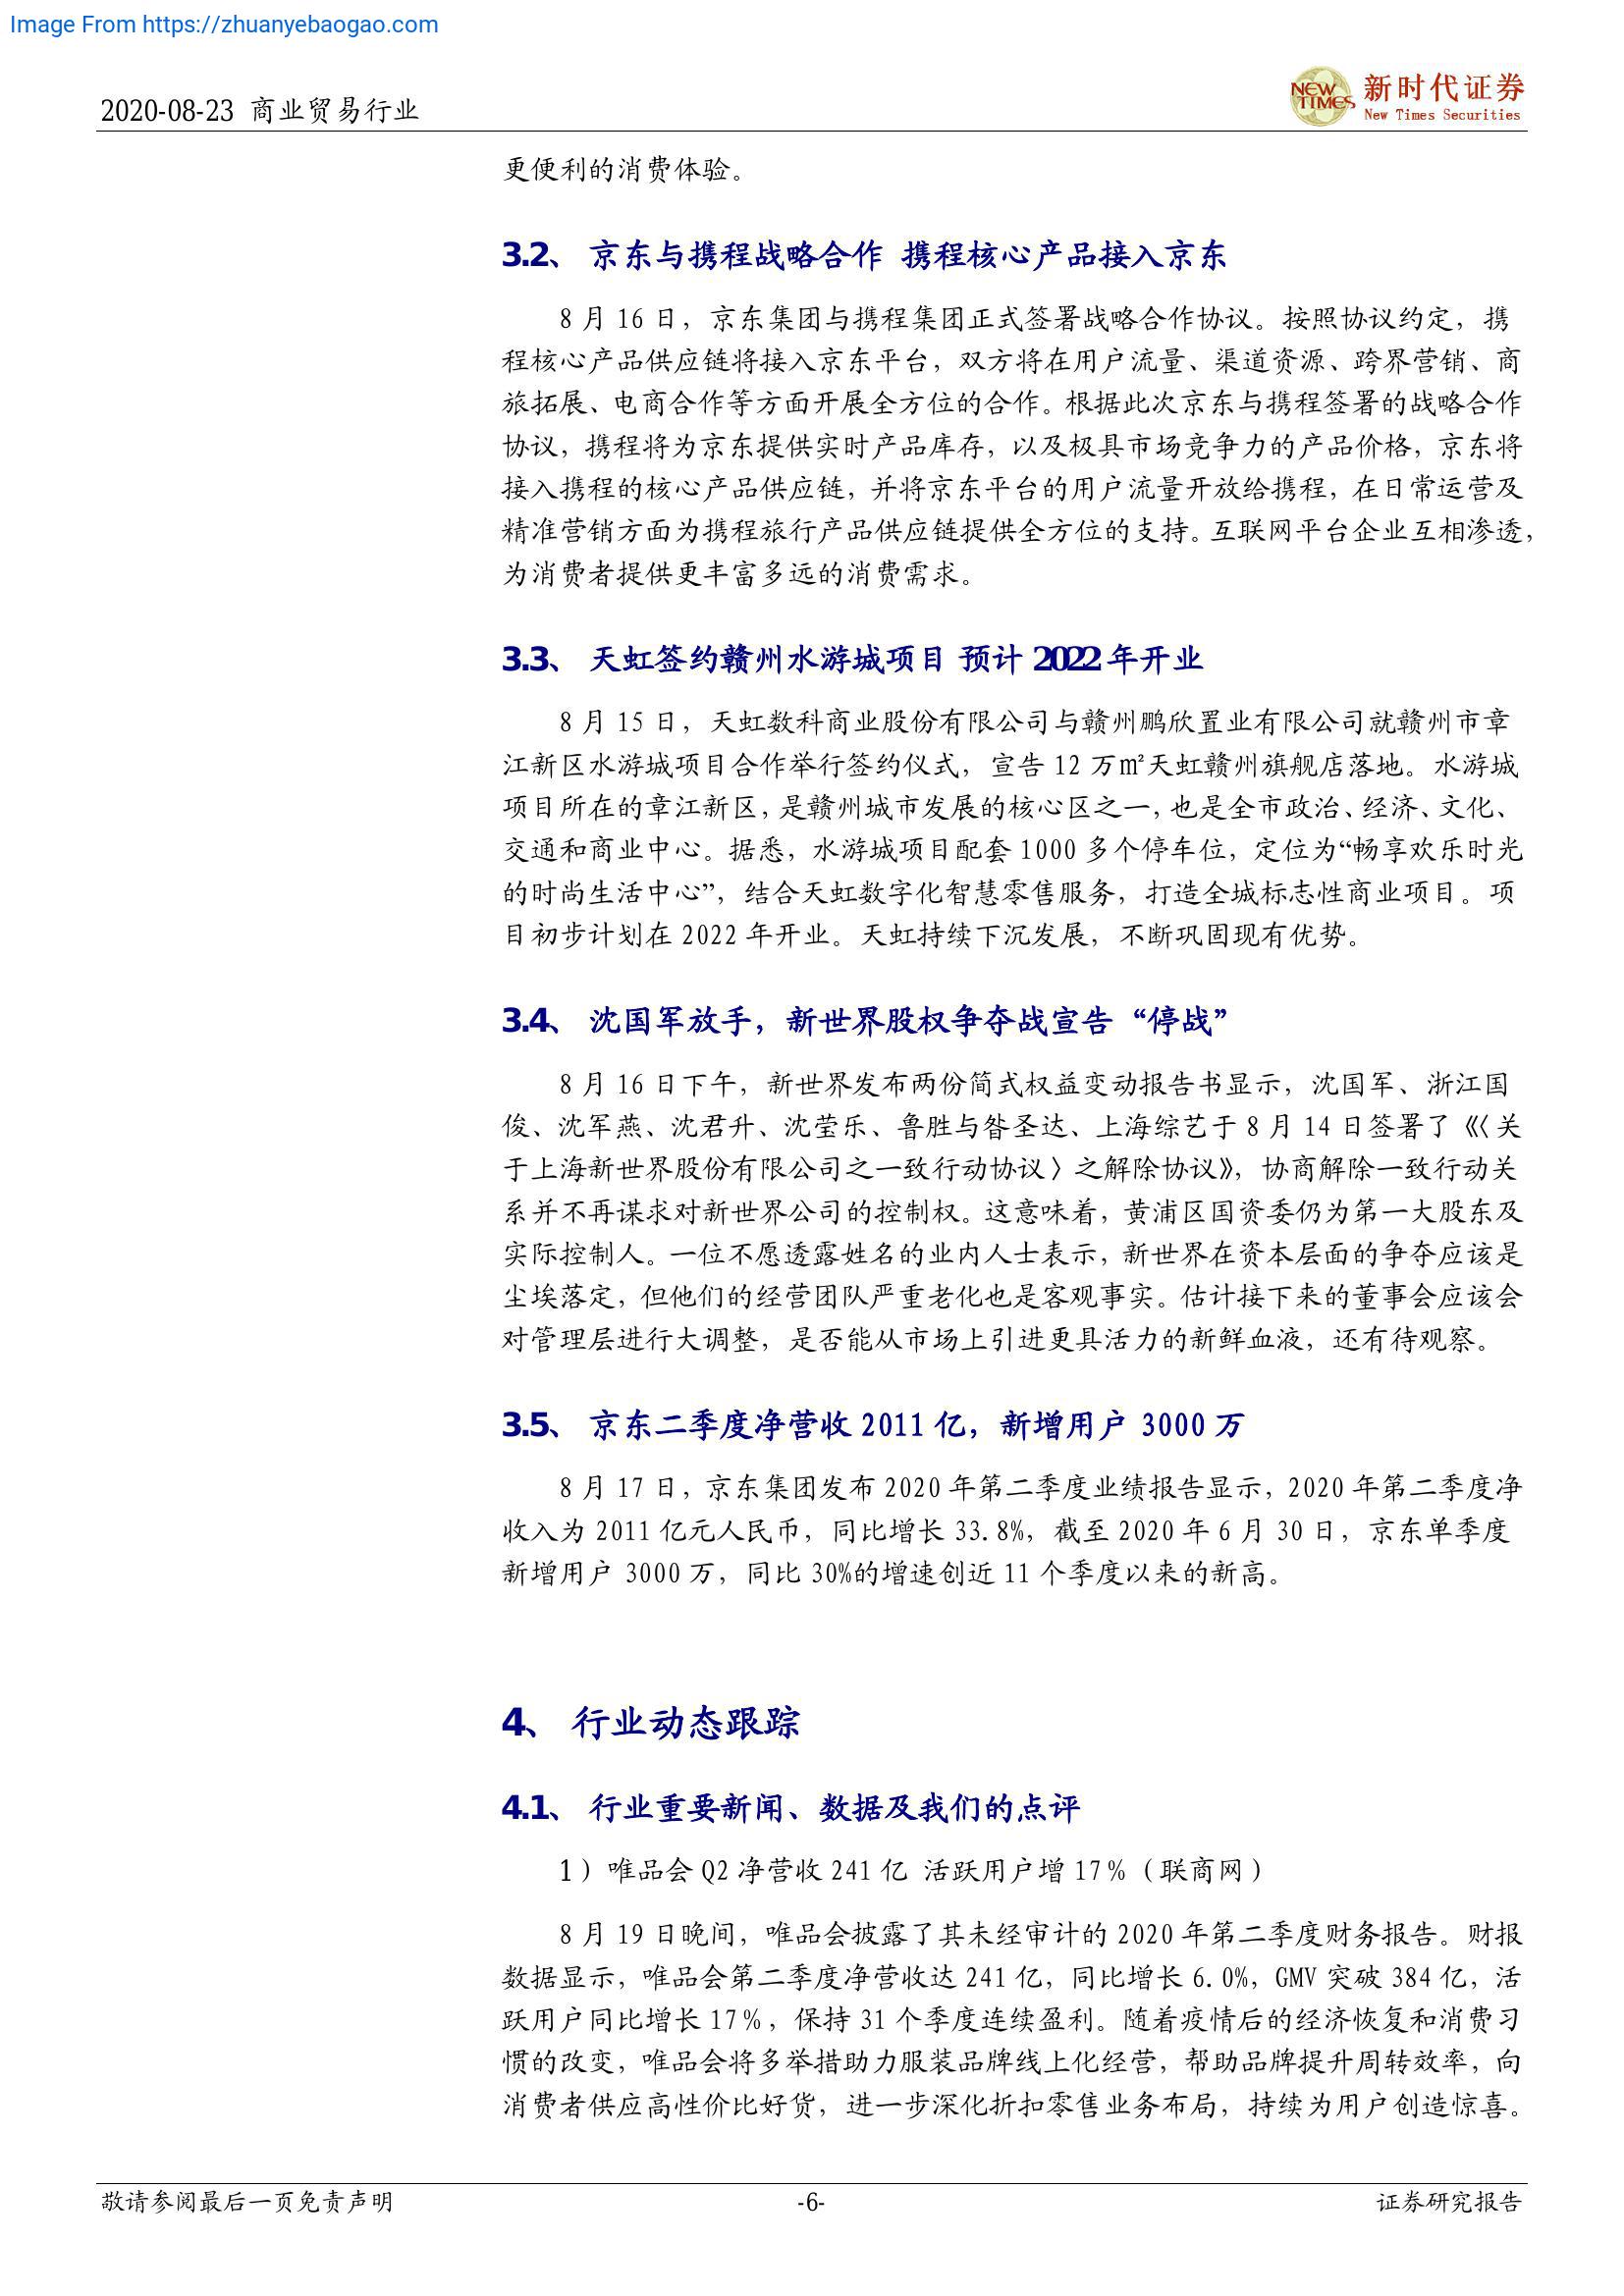 Image From https://zhuanyebaogao.com
2020-08-23 商业贸易行业
NEW TIMES 新时代证券
New Times Securities
更便利的消费体验。
3.2、 京东与携程战略合作 携程核心产品接入京东
8 月 16 日，京东集团与携程集团正式签署战略合作协议。按照协议约定，携
程核心产品供应链将接入京东平台，双方将在用户流量、渠道资源、跨界营销、商
旅拓展、电商合作等方面开展全方位的合作。根据此次京东与携程签署的战略合作
协议，携程将为京东提供实时产品库存，以及极具市场竞争力的产品价格，京东将
接入携程的核心产品供应链，并将京东平台的用户流量开放给携程，在日常运营及
精准营销方面为携程旅行产品供应链提供全方位的支持。互联网平台企业互相渗透，
为消费者提供更丰富多远的消费需求。
3.3、 天虹签约赣州水游城项目 预计 2022 年开业
8 月 15 日，天虹数科商业股份有限公司与赣州鹏欣置业有限公司就赣州市章
江新区水游城项目合作举行签约仪式，宣告 12 万㎡天虹赣州旗舰店落地。水游城
项目所在的章江新区，是赣州城市发展的核心区之一，也是全市政治、经济、文化、
交通和商业中心。据悉，水游城项目配套 1000 多个停车位，定位为“畅享欢乐时光
的时尚生活中心”，结合天虹数字化智慧零售服务，打造全城标志性商业项目。项
目初步计划在 2022 年开业。天虹持续下沉发展，不断巩固现有优势。
3.4、 沈国军放手，新世界股权争夺战宣告“停战”
8 月 16 日下午，新世界发布两份简式权益变动报告书显示，沈国军、浙江国
俊、沈军燕、沈君升、沈莹乐、鲁胜与昝圣达、上海综艺于 8 月 14 日签署了《〈关
于上海新世界股份有限公司之一致行动协议〉之解除协议》，协商解除一致行动关
系并不再谋求对新世界公司的控制权。这意味着，黄浦区国资委仍为第一大股东及
实际控制人。一位不愿透露姓名的业内人士表示，新世界在资本层面的争夺应该是
尘埃落定，但他们的经营团队严重老化也是客观事实。估计接下来的董事会应该会
对管理层进行大调整，是否能从市场上引进更具活力的新鲜血液，还有待观察。
3.5、 京东二季度净营收 2011 亿，新增用户 3000 万
8 月 17 日，京东集团发布 2020 年第二季度业绩报告显示，2020 年第二季度净
收入为 2011 亿元人民币，同比增长 33.8%，截至 2020 年 6 月 30 日，京东单季度
新增用户 3000 万，同比 30%的增速创近 11 个季度以来的新高。
4、 行业动态跟踪
4.1、 行业重要新闻、数据及我们的点评
1）唯品会 Q2 净营收 241 亿 活跃用户增 17%（联商网）
8 月 19 日晚间，唯品会披露了其未经审计的 2020 年第二季度财务报告。财报
数据显示，唯品会第二季度净营收达 241 亿，同比增长 6.0%，GMV 突破 384 亿，活
跃用户同比增长 17%，保持 31 个季度连续盈利。随着疫情后的经济恢复和消费习
惯的改变，唯品会将多举措助力服装品牌线上化经营，帮助品牌提升周转效率，向
消费者供应高性价比好货，进一步深化折扣零售业务布局，持续为用户创造惊喜。
敬请参阅最后一页免责声明
-6-
证券研究报告